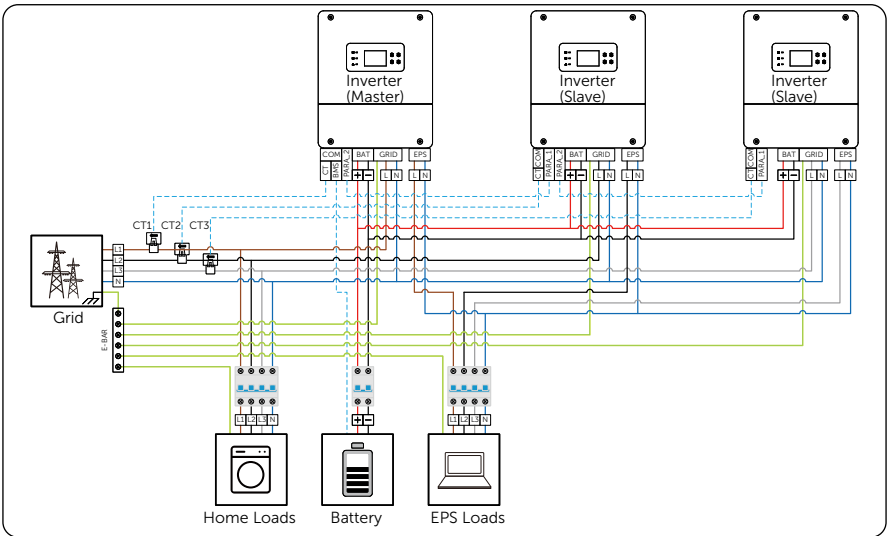 Inverter
(Master)
Inverter
(Slave)
Inverter
(Slave)
COM BAT GRID EPS
CT BMS PARA_2 + − L N L N
COM BAT GRID EPS
CT PARA_1 PARA_2 + − L N L N
COM BAT GRID EPS
CT PARA_1 + − L N L N
CT1 CT2 CT3
L1
L2
L3
N
Grid
E-BAR
L1 L2 L3 N
+ −
L1 L2 L3 N
Home Loads
Battery
EPS Loads